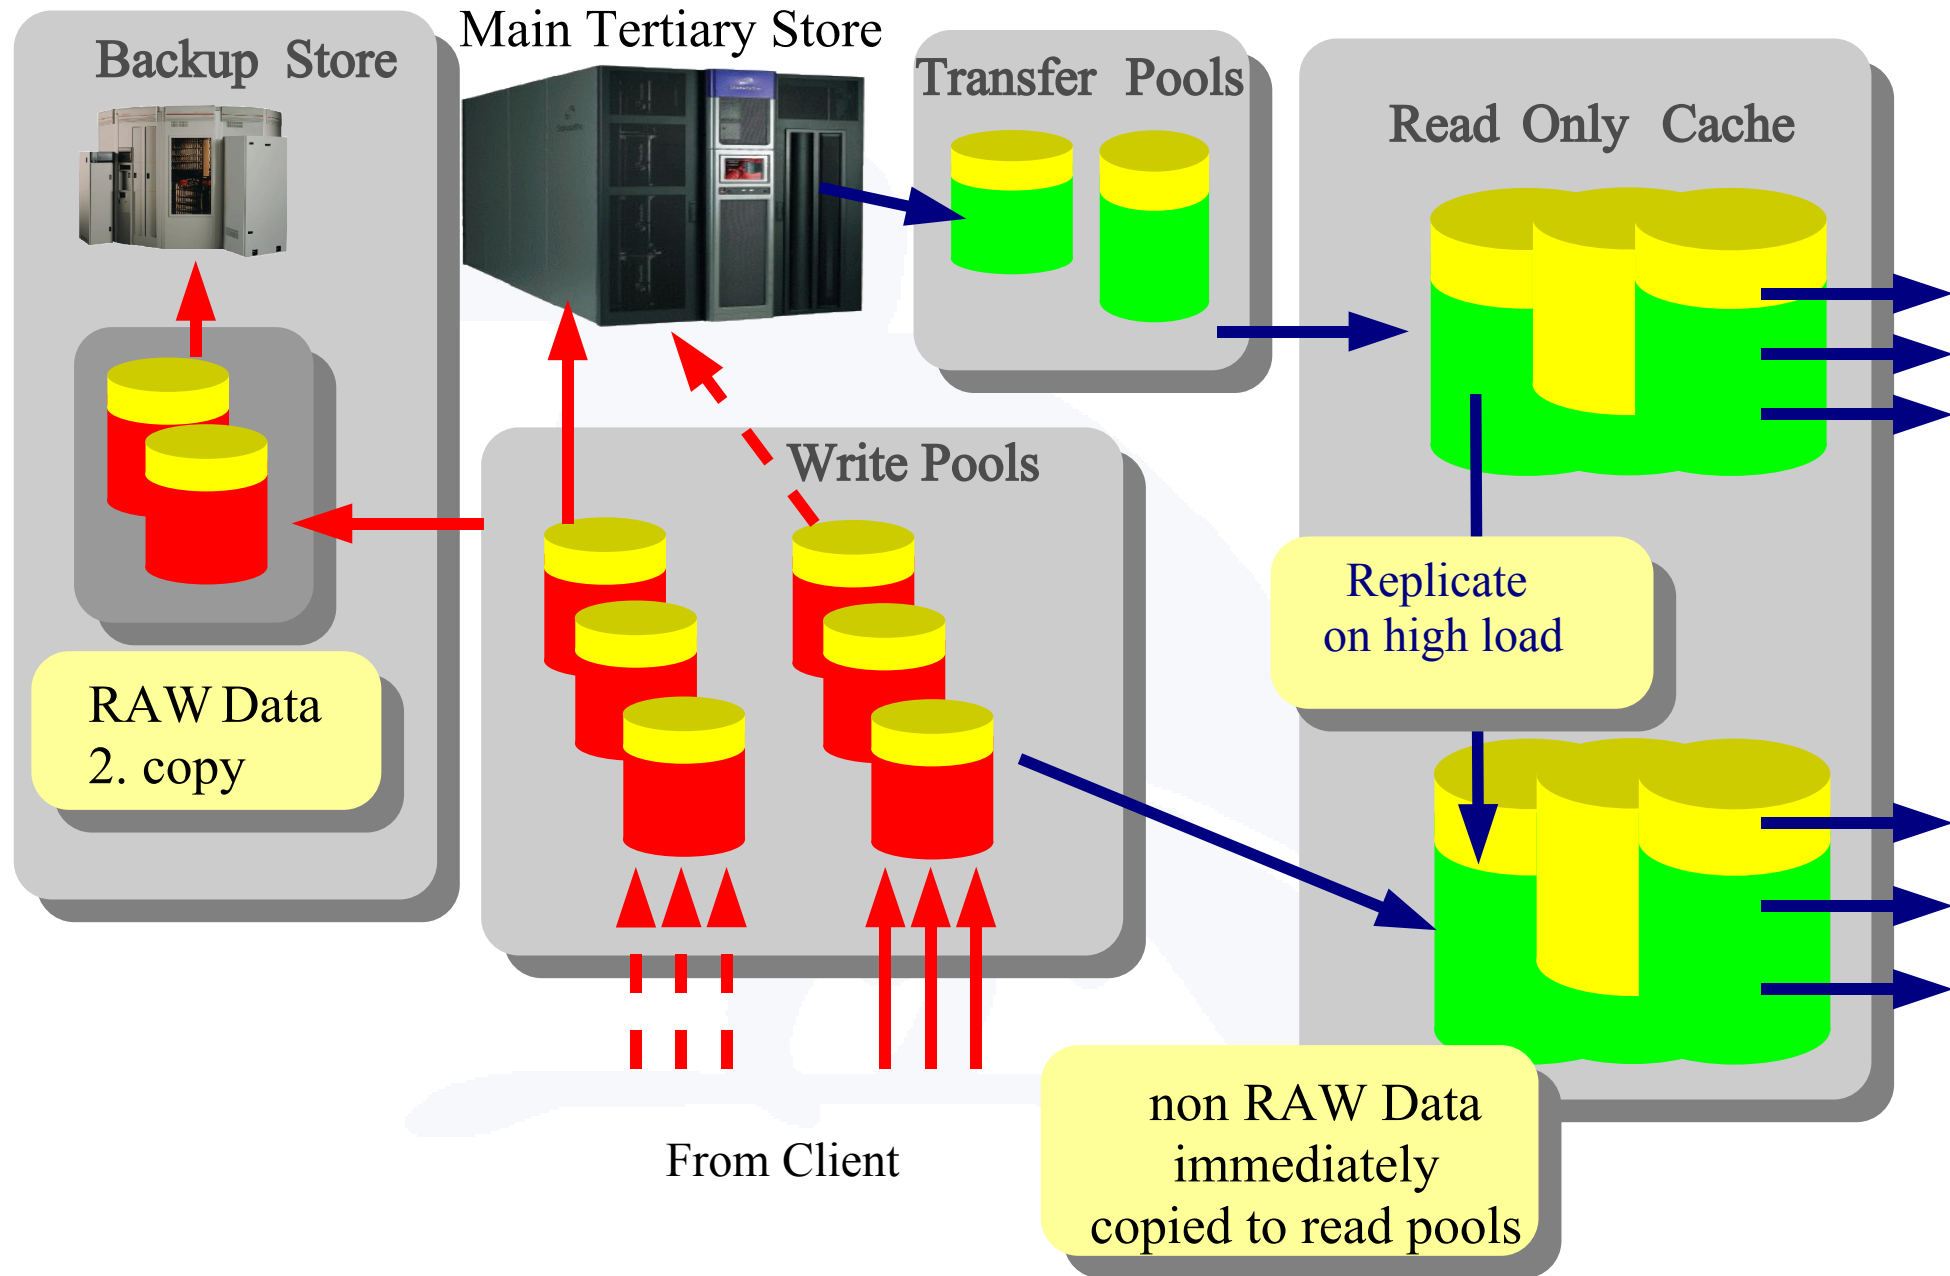 Main Tertiary Store
Backup Store
Transfer Pools
Read Only Cache
Write Pools
Replicate
on high load
RAW Data
2. copy
non RAW Data
immediately
copied to read pools
From Client